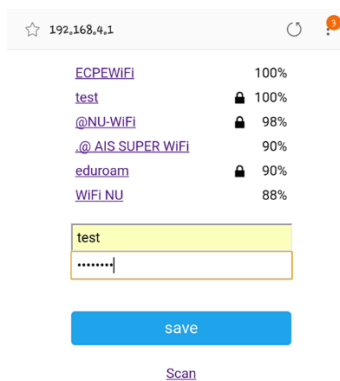 192.168.4.1
3
ECPEWiFi 100%
test 100%
@NU-WiFi 98%
.@ AIS SUPER WiFi 90%
eduroam 90%
WiFi NU 88%
test
••••••••
save
Scan